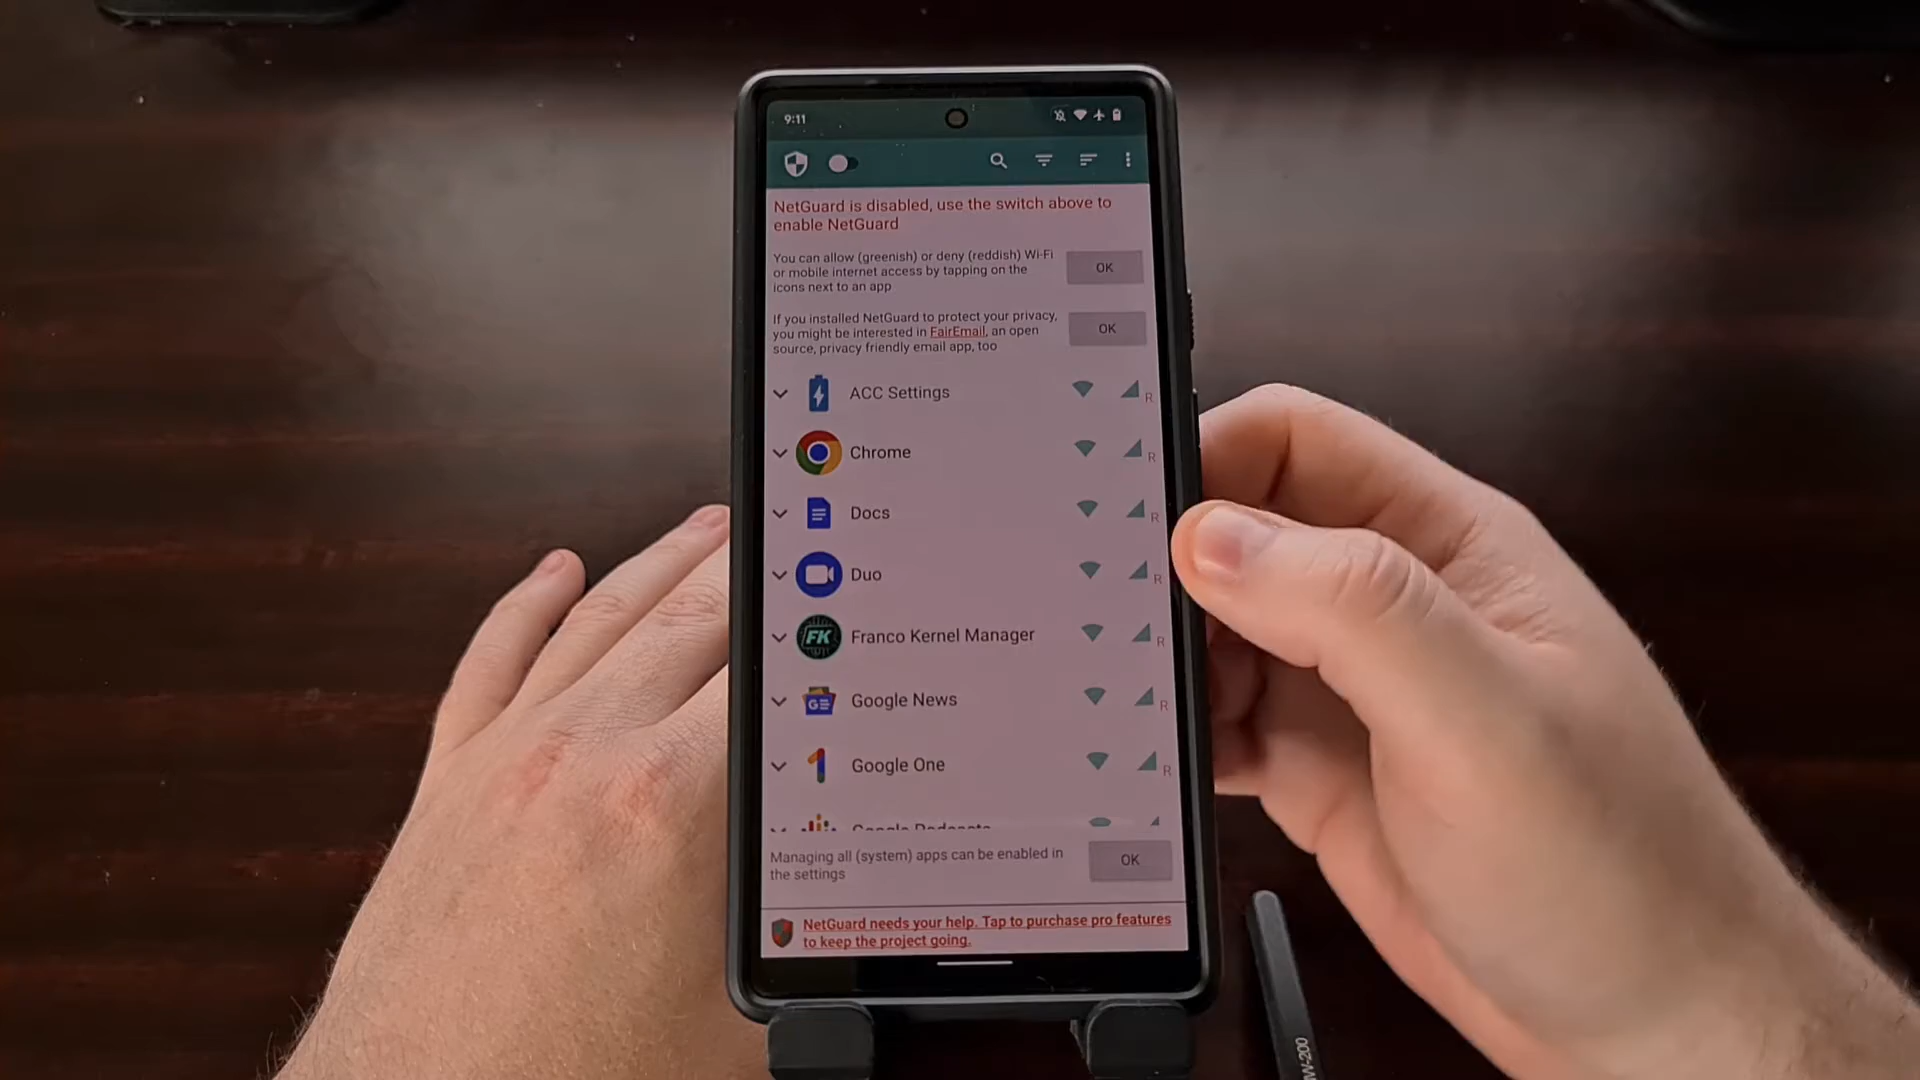 9:11
NetGuard is disabled, use the switch above to
enable NetGuard
You can allow (greenish) or deny (reddish) Wi-Fi
or mobile internet access by tapping on the
icons next to an app
OK
If you installed NetGuard to protect your privacy,
you might be interested in FairEmail, an open
source, privacy friendly email app, too
OK
ACC Settings R
Chrome R
Docs R
Duo R
FK Franco Kernel Manager R
GE Google News R
Google One R
Managing all (system) apps can be enabled in
the settings
OK
NetGuard needs your help. Tap to purchase pro features
to keep the project going.